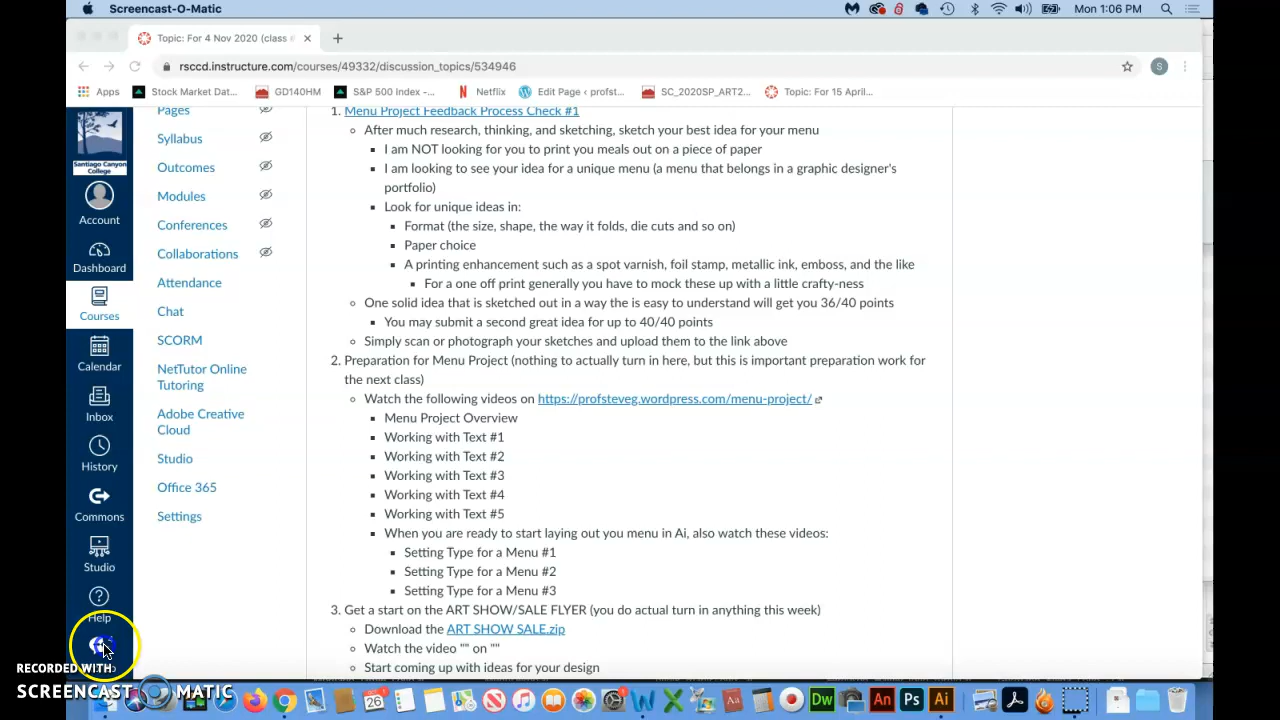 Screencast-O-Matic
Mon 1:06 PM
Topic: For 4 Nov 2020 (class
rsccd.instructure.com/courses/49332/discussion_topics/534946
Apps
Stock Market Dat...
GD140HM
S&P 500 Index -...
Netflix
Edit Page ‹ profst...
SC_2020SP_ART2...
Topic: For 15 April...
Santiago Canyon
College
Account
Dashboard
Courses
Calendar
Inbox
History
Commons
Studio
Help
Pages
Syllabus
Outcomes
Modules
Conferences
Collaborations
Attendance
Chat
SCORM
NetTutor Online
Tutoring
Adobe Creative
Cloud
Studio
Office 365
Settings
1. Menu Project Feedback Process Check #1
After much research, thinking, and sketching, sketch your best idea for your menu
I am NOT looking for you to print you meals out on a piece of paper
I am looking to see your idea for a unique menu (a menu that belongs in a graphic designer's
portfolio)
Look for unique ideas in:
Format (the size, shape, the way it folds, die cuts and so on)
Paper choice
A printing enhancement such as a spot varnish, foil stamp, metallic ink, emboss, and the like
For a one off print generally you have to mock these up with a little crafty-ness
One solid idea that is sketched out in a way the is easy to understand will get you 36/40 points
You may submit a second great idea for up to 40/40 points
Simply scan or photograph your sketches and upload them to the link above
2. Preparation for Menu Project (nothing to actually turn in here, but this is important preparation work for
the next class)
Watch the following videos on https://profsteveg.wordpress.com/menu-project/
Menu Project Overview
Working with Text #1
Working with Text #2
Working with Text #3
Working with Text #4
Working with Text #5
When you are ready to start laying out you menu in Ai, also watch these videos:
Setting Type for a Menu #1
Setting Type for a Menu #2
Setting Type for a Menu #3
3. Get a start on the ART SHOW/SALE FLYER (you do actual turn in anything this week)
Download the ART SHOW SALE.zip
Watch the video "" on ""
Start coming up with ideas for your design
RECORDED WITH
SCREENCAST MATIC
26
Dw
An
Ps
Ai